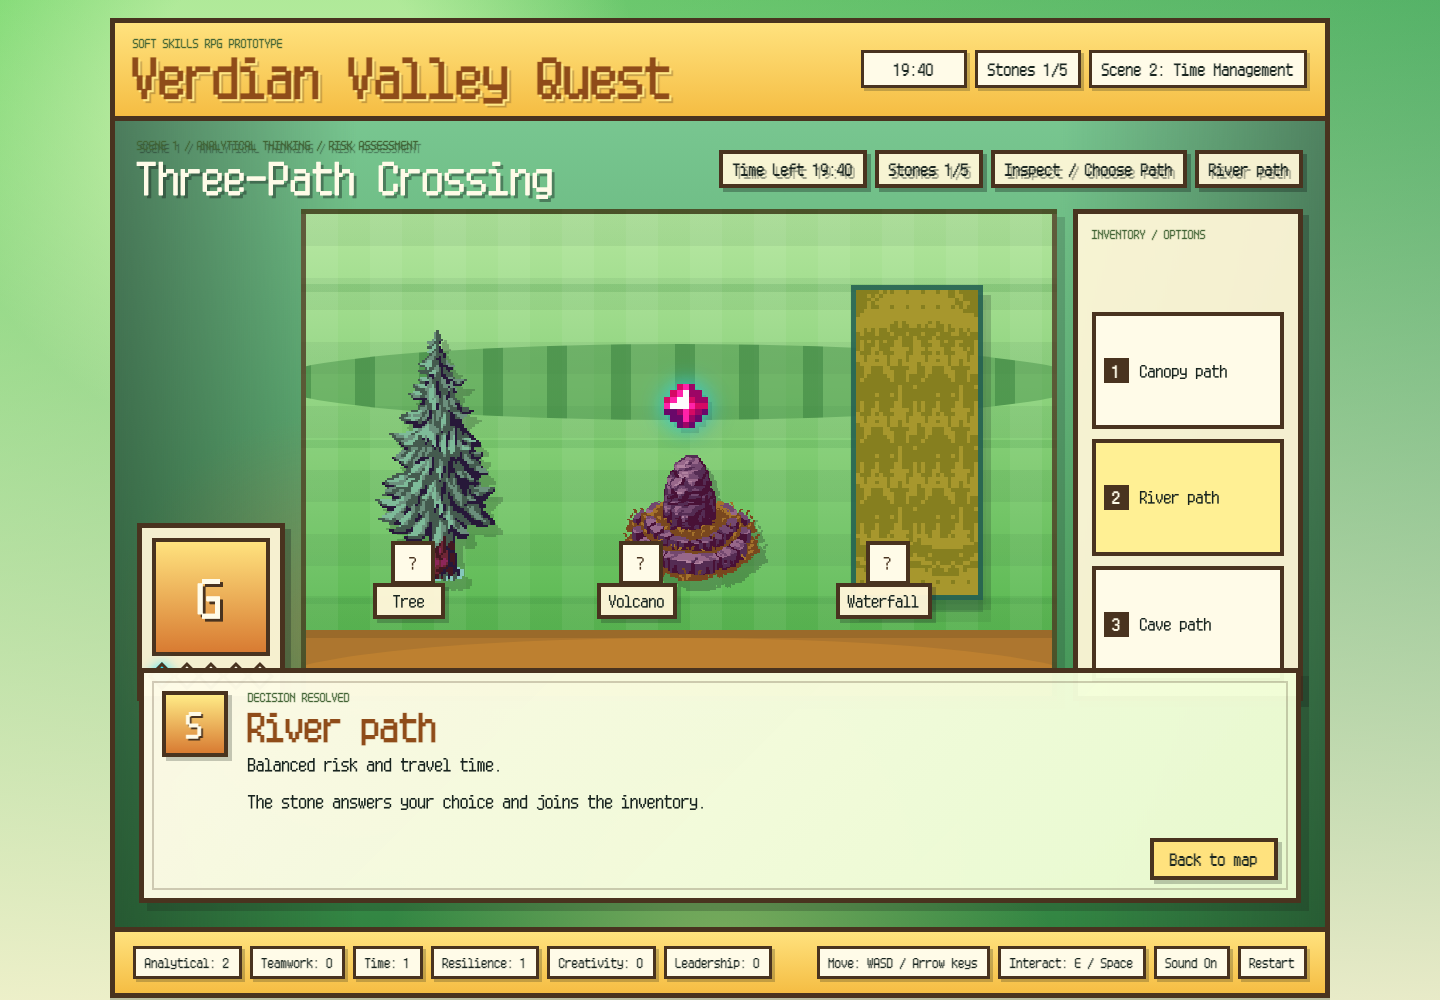 SOFT SKILLS RPG PROTOTYPE
Verdian Valley Quest
19:40
Stones 1/5
Scene 2: Time Management
SCENE 1 // ANALYTICAL THINKING // RISK ASSESSMENT
Three-Path Crossing
Time Left 19:40
Stones 1/5
Inspect / Choose Path
River path
INVENTORY / OPTIONS
1 Canopy path
2 River path
3 Cave path
?
?
?
Tree
Volcano
Waterfall
G
S
DECISION RESOLVED
River path
Balanced risk and travel time.
The stone answers your choice and joins the inventory.
Back to map
Analytical: 2
Teamwork: 0
Time: 1
Resilience: 1
Creativity: 0
Leadership: 0
Move: WASD / Arrow keys
Interact: E / Space
Sound On
Restart